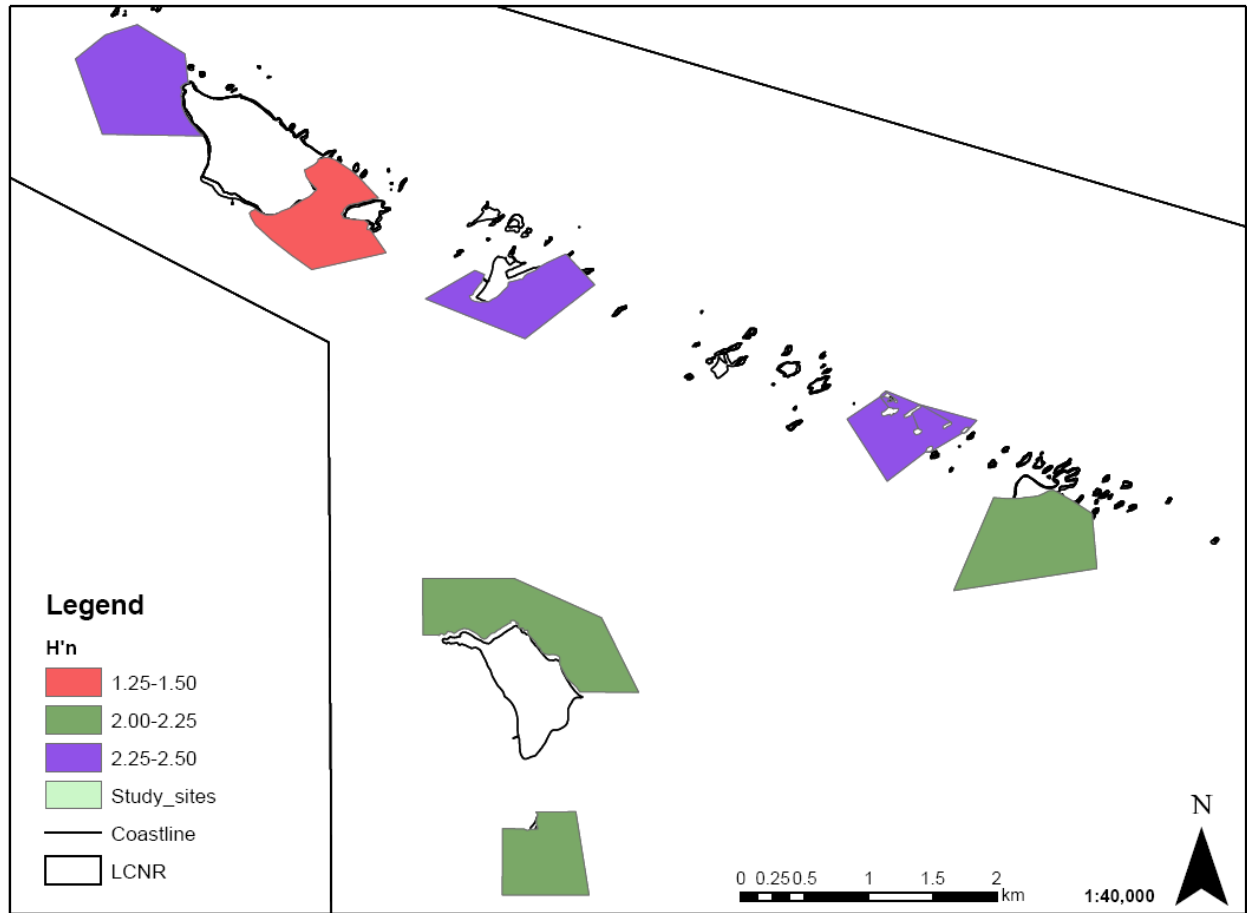 Legend
H'n
1.25-1.50
2.00-2.25
2.25-2.50
Study_sites
Coastline
LCNR
N
0 0.25 0.5 1 1.5 2
km
1:40,000